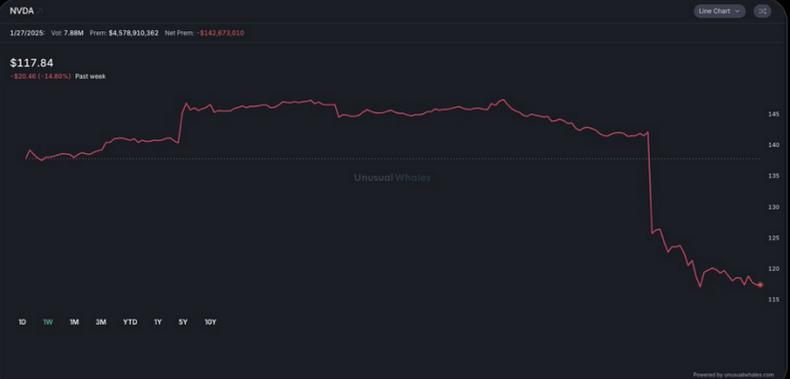 NVDA
Line Chart
1/27/2025: Vol: 7.88M Prem: $4,578,910,362 Net Prem: -$142,673,010
$117.84
-$20.46 (-14.80%) Past week
145
140
135
130
125
120
115
Unusual Whales
1D 1W 1M 3M YTD 1Y 5Y 10Y
Powered by unusualwhales.com